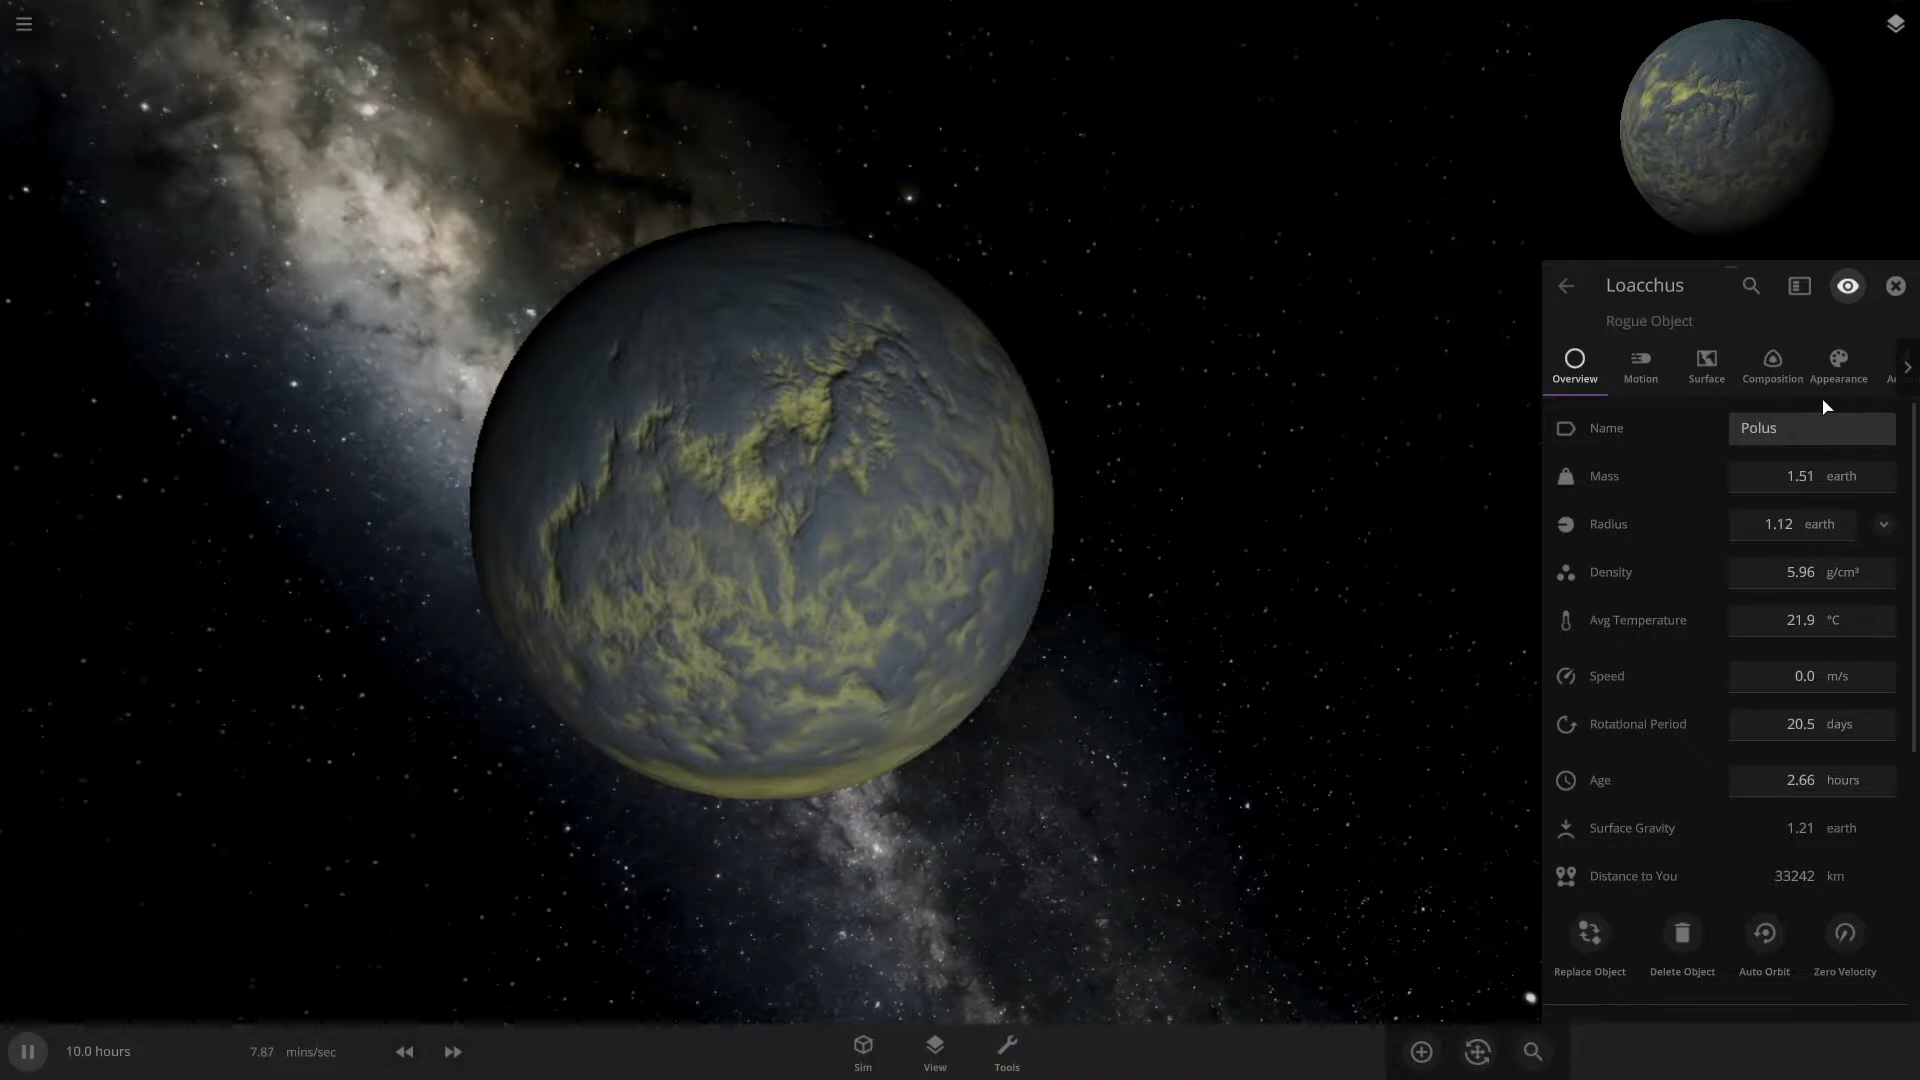 Loacchus
Rogue Object
Overview Motion Surface Composition Appearance
Name Polus
Mass 1.51 earth
Radius 1.12 earth
Density 5.96 g/cm³
Avg Temperature 21.9 °C
Speed 0.0 m/s
Rotational Period 20.5 days
Age 2.66 hours
Surface Gravity 1.21 earth
Distance to You 33242 km
Replace Object Delete Object Auto Orbit Zero Velocity
10.0 hours 7.87 mins/sec Sim View Tools